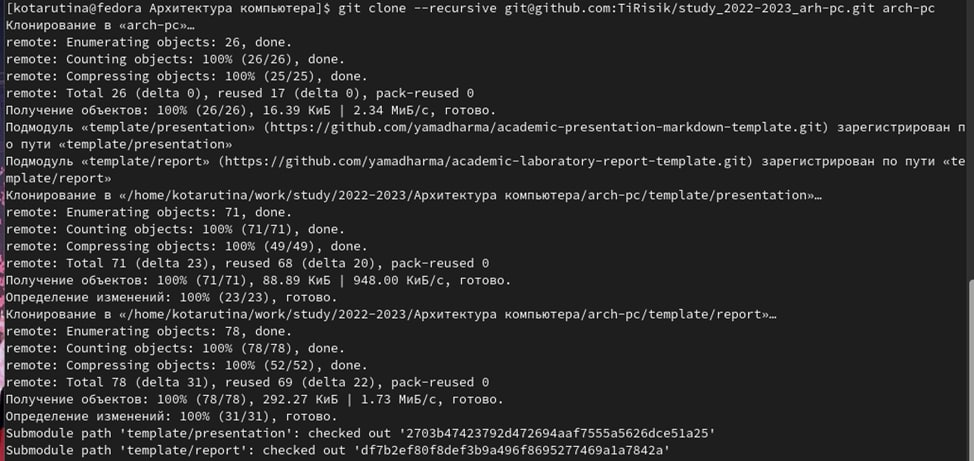 [kotarutina@fedora Архитектура компьютера]$ git clone --recursive git@github.com:TiRisik/study_2022-2023_arh-pc.git arch-pc
Клонирование в «arch-pc»…
remote: Enumerating objects: 26, done.
remote: Counting objects: 100% (26/26), done.
remote: Compressing objects: 100% (25/25), done.
remote: Total 26 (delta 0), reused 17 (delta 0), pack-reused 0
Получение объектов: 100% (26/26), 16.39 КиБ | 2.34 МиБ/с, готово.
Подмодуль «template/presentation» (https://github.com/yamadharma/academic-presentation-markdown-template.git) зарегистрирован п
о пути «template/presentation»
Подмодуль «template/report» (https://github.com/yamadharma/academic-laboratory-report-template.git) зарегистрирован по пути «te
mplate/report»
Клонирование в «/home/kotarutina/work/study/2022-2023/Архитектура компьютера/arch-pc/template/presentation»…
remote: Enumerating objects: 71, done.
remote: Counting objects: 100% (71/71), done.
remote: Compressing objects: 100% (49/49), done.
remote: Total 71 (delta 23), reused 68 (delta 20), pack-reused 0
Получение объектов: 100% (71/71), 88.89 КиБ | 948.00 КиБ/с, готово.
Определение изменений: 100% (23/23), готово.
Клонирование в «/home/kotarutina/work/study/2022-2023/Архитектура компьютера/arch-pc/template/report»…
remote: Enumerating objects: 78, done.
remote: Counting objects: 100% (78/78), done.
remote: Compressing objects: 100% (52/52), done.
remote: Total 78 (delta 31), reused 69 (delta 22), pack-reused 0
Получение объектов: 100% (78/78), 292.27 КиБ | 1.73 МиБ/с, готово.
Определение изменений: 100% (31/31), готово.
Submodule path 'template/presentation': checked out '2703b47423792d472694aaf7555a5626dce51a25'
Submodule path 'template/report': checked out 'df7b2ef80f8def3b9a496f8695277469a1a7842a'